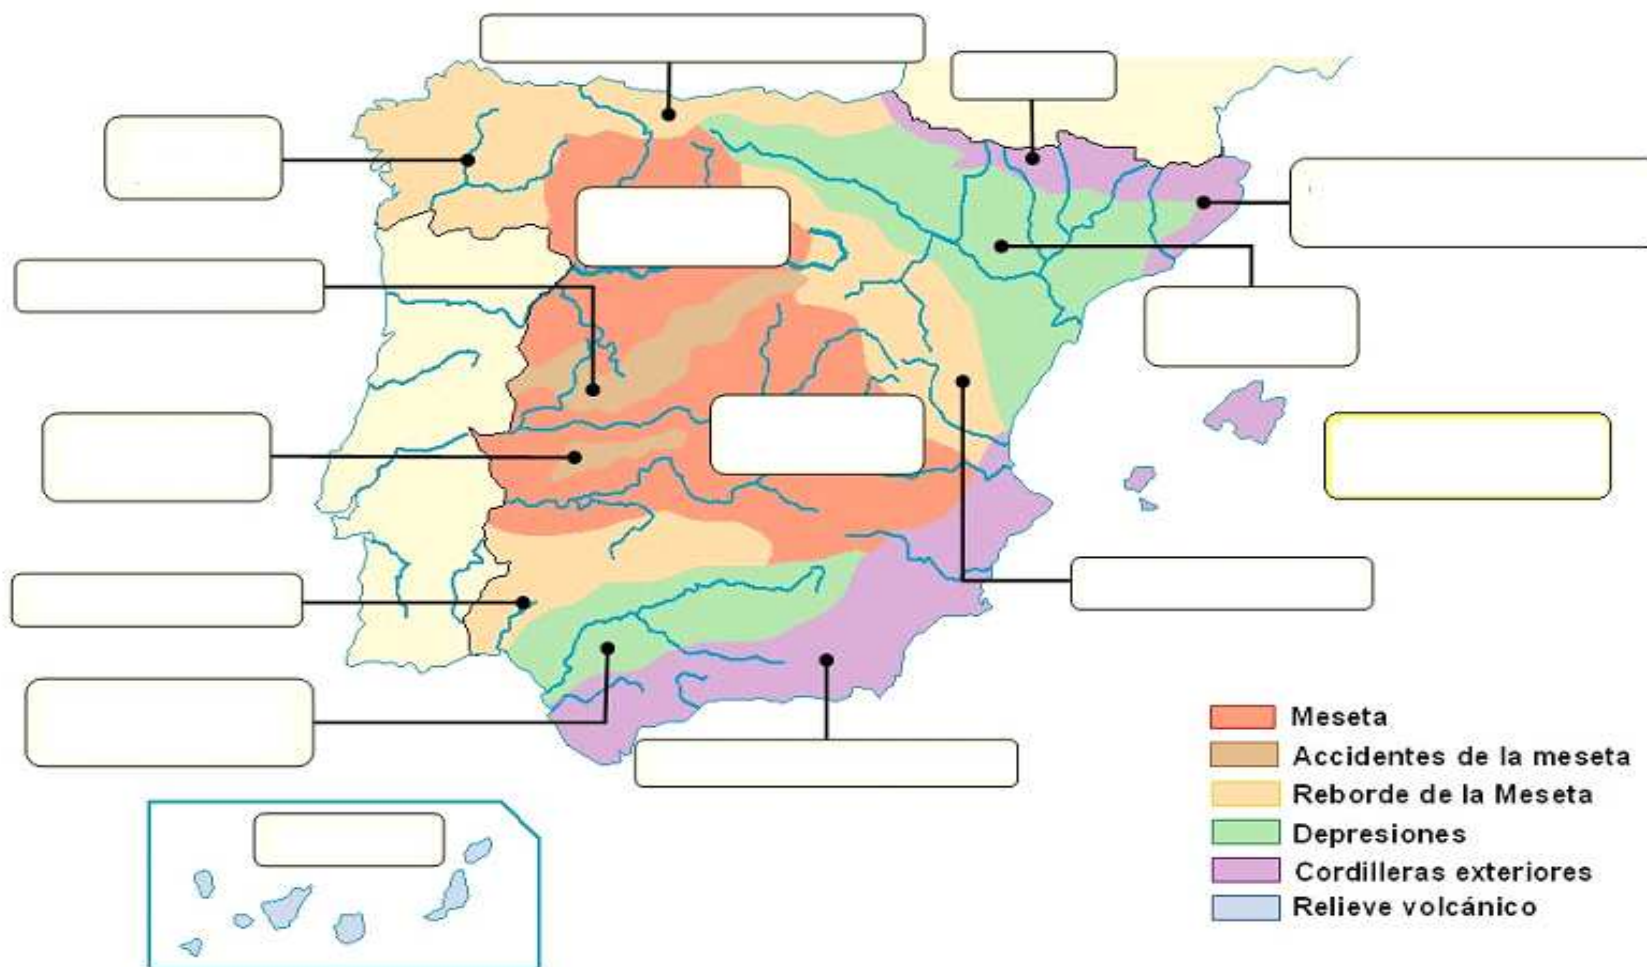 Meseta
Accidentes de la meseta
Reborde de la Meseta
Depresiones
Cordilleras exteriores
Relieve volcánico